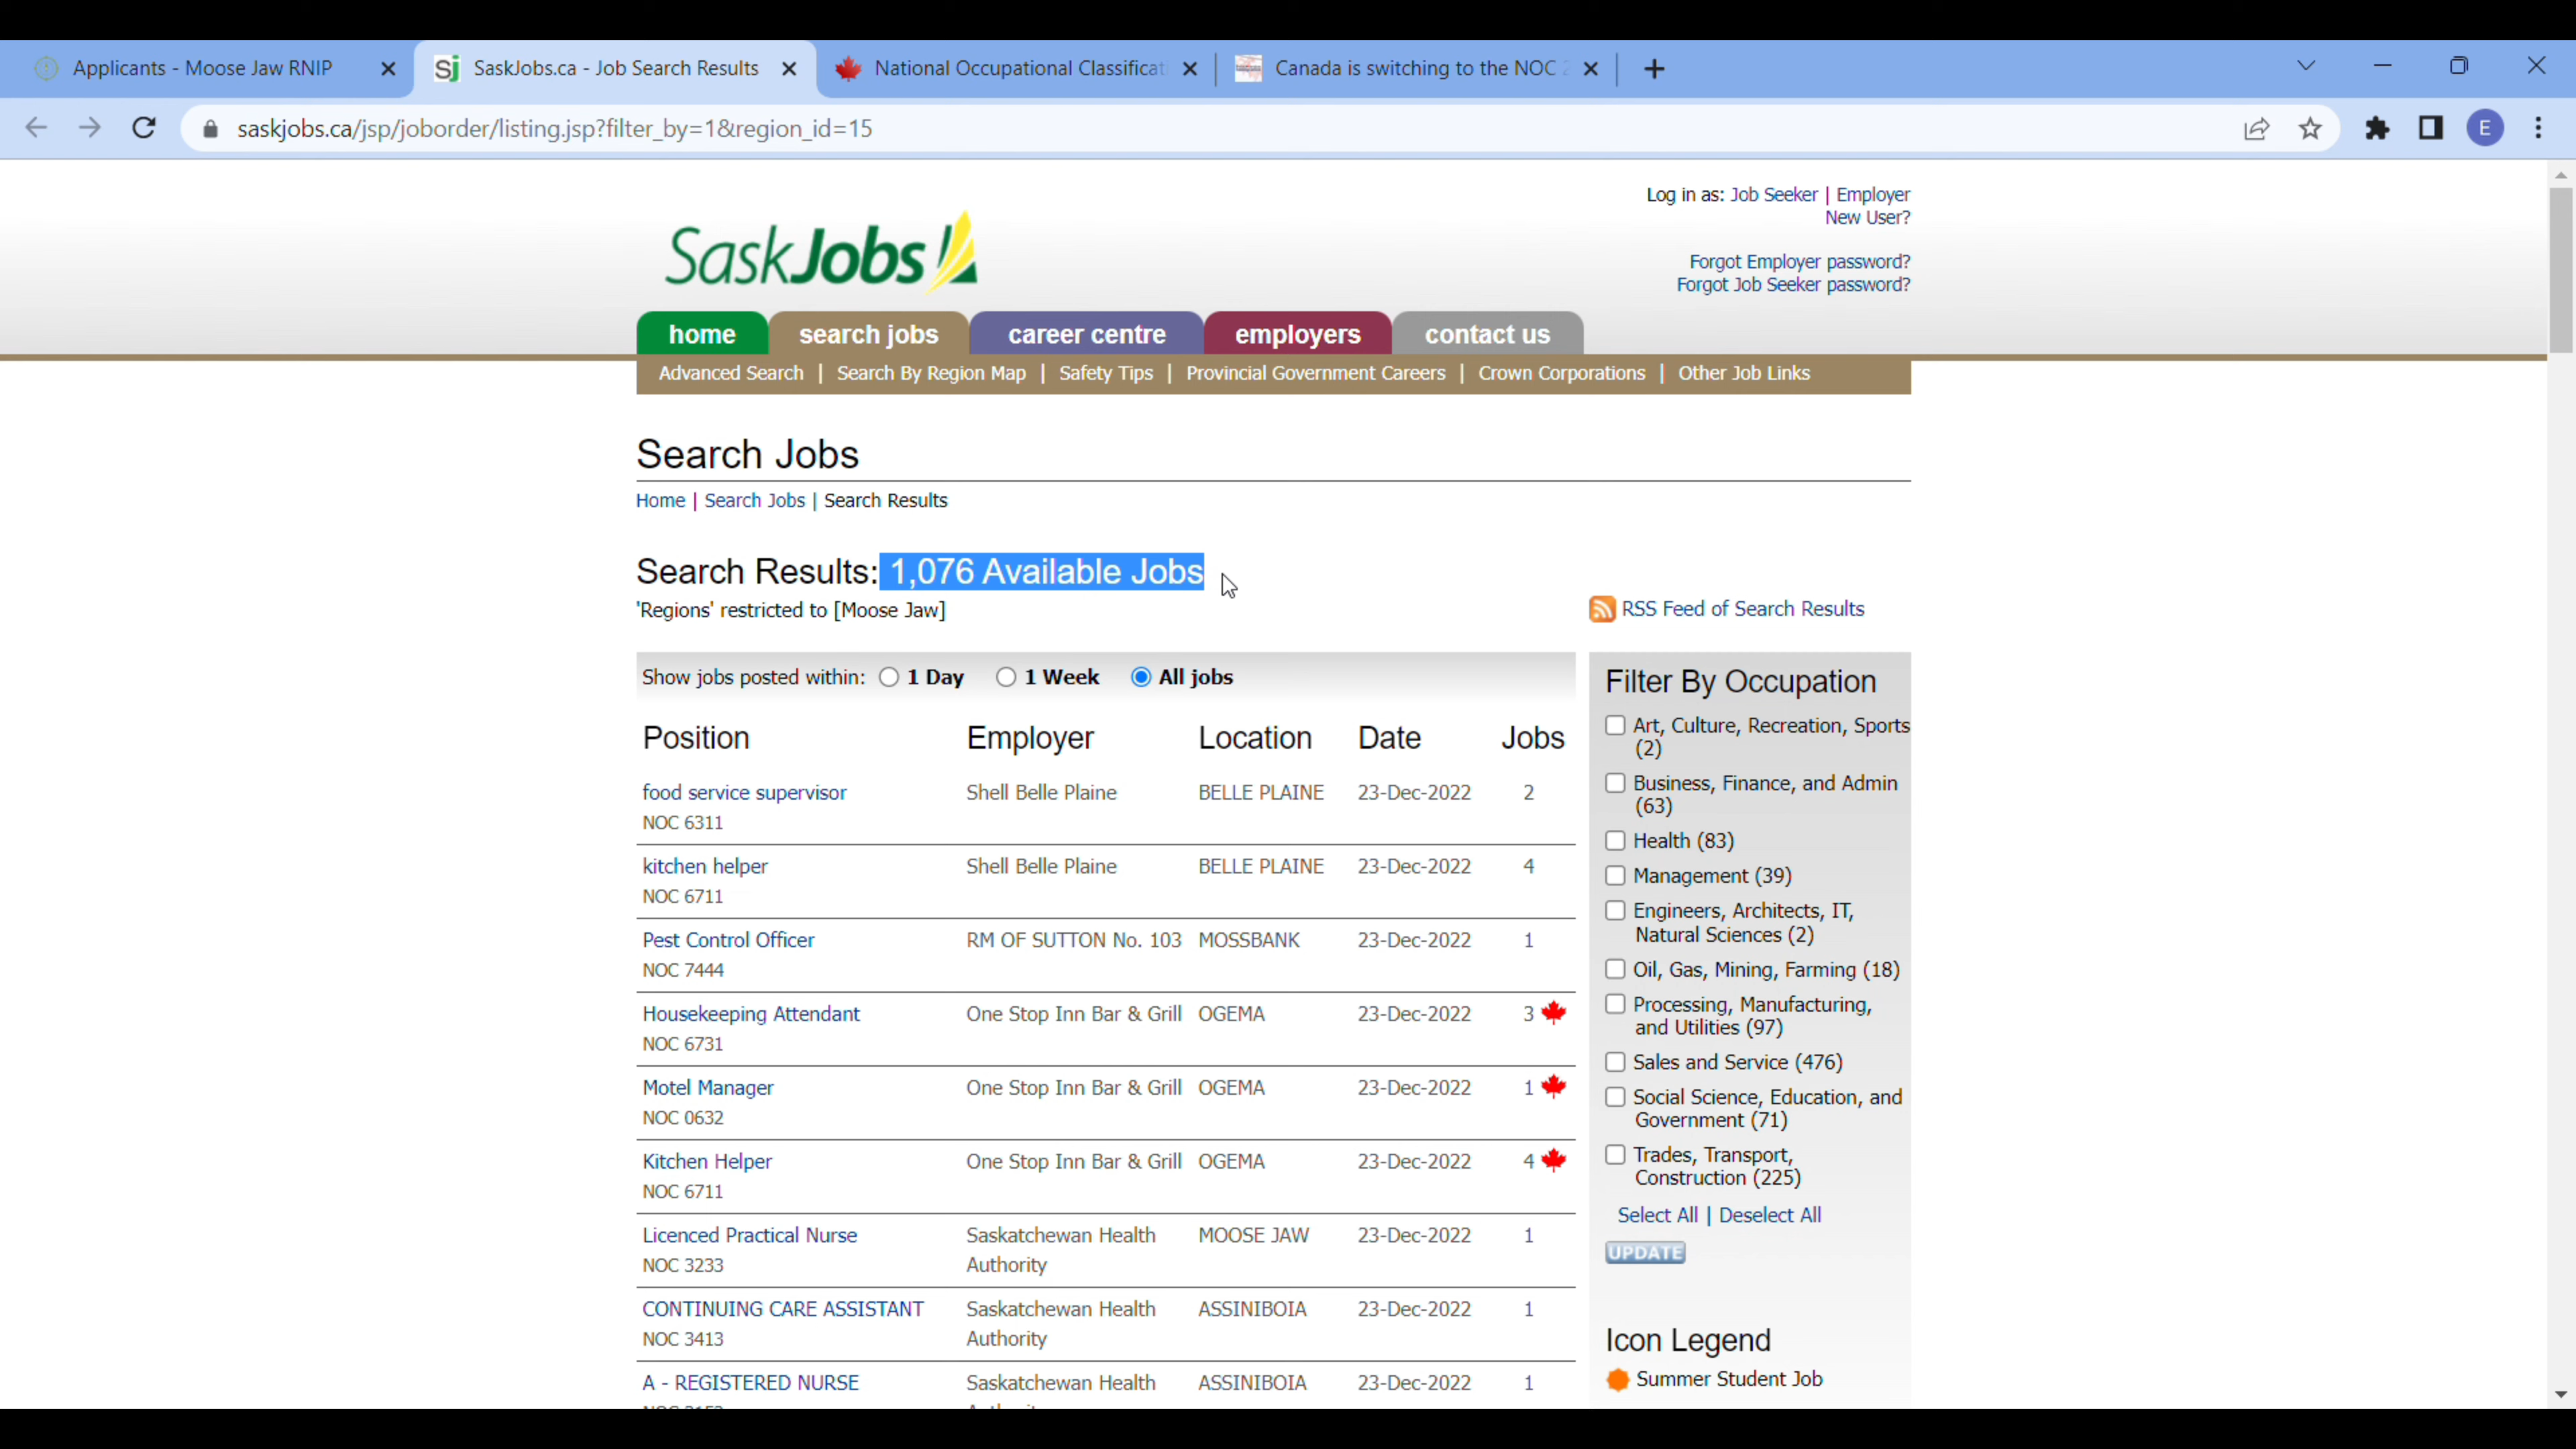 Applicants - Moose Jaw RNIP
Sj SaskJobs.ca - Job Search Results
National Occupational Classificat
Canada is switching to the NOC
saskjobs.ca/jsp/joborder/listing.jsp?filter_by=1&region_id=15
E
Log in as: Job Seeker | Employer
New User?
Forgot Employer password?
Forgot Job Seeker password?
SaskJobs
home search jobs career centre employers contact us
Advanced Search | Search By Region Map | Safety Tips | Provincial Government Careers | Crown Corporations | Other Job Links
Search Jobs
Home | Search Jobs | Search Results
Search Results: 1,076 Available Jobs
'Regions' restricted to [Moose Jaw]
RSS Feed of Search Results
Show jobs posted within: 1 Day 1 Week All jobs
Position Employer Location Date Jobs
food service supervisor Shell Belle Plaine BELLE PLAINE 23-Dec-2022 2
NOC 6311
kitchen helper Shell Belle Plaine BELLE PLAINE 23-Dec-2022 4
NOC 6711
Pest Control Officer RM OF SUTTON No. 103 MOSSBANK 23-Dec-2022 1
NOC 7444
Housekeeping Attendant One Stop Inn Bar & Grill OGEMA 23-Dec-2022 3
NOC 6731
Motel Manager One Stop Inn Bar & Grill OGEMA 23-Dec-2022 1
NOC 0632
Kitchen Helper One Stop Inn Bar & Grill OGEMA 23-Dec-2022 4
NOC 6711
Licenced Practical Nurse Saskatchewan Health MOOSE JAW 23-Dec-2022 1
NOC 3233 Authority
CONTINUING CARE ASSISTANT Saskatchewan Health ASSINIBOIA 23-Dec-2022 1
NOC 3413 Authority
A - REGISTERED NURSE Saskatchewan Health ASSINIBOIA 23-Dec-2022 1
Filter By Occupation
Art, Culture, Recreation, Sports
(2)
Business, Finance, and Admin
(63)
Health (83)
Management (39)
Engineers, Architects, IT,
Natural Sciences (2)
Oil, Gas, Mining, Farming (18)
Processing, Manufacturing,
and Utilities (97)
Sales and Service (476)
Social Science, Education, and
Government (71)
Trades, Transport,
Construction (225)
Select All | Deselect All
UPDATE
Icon Legend
Summer Student Job